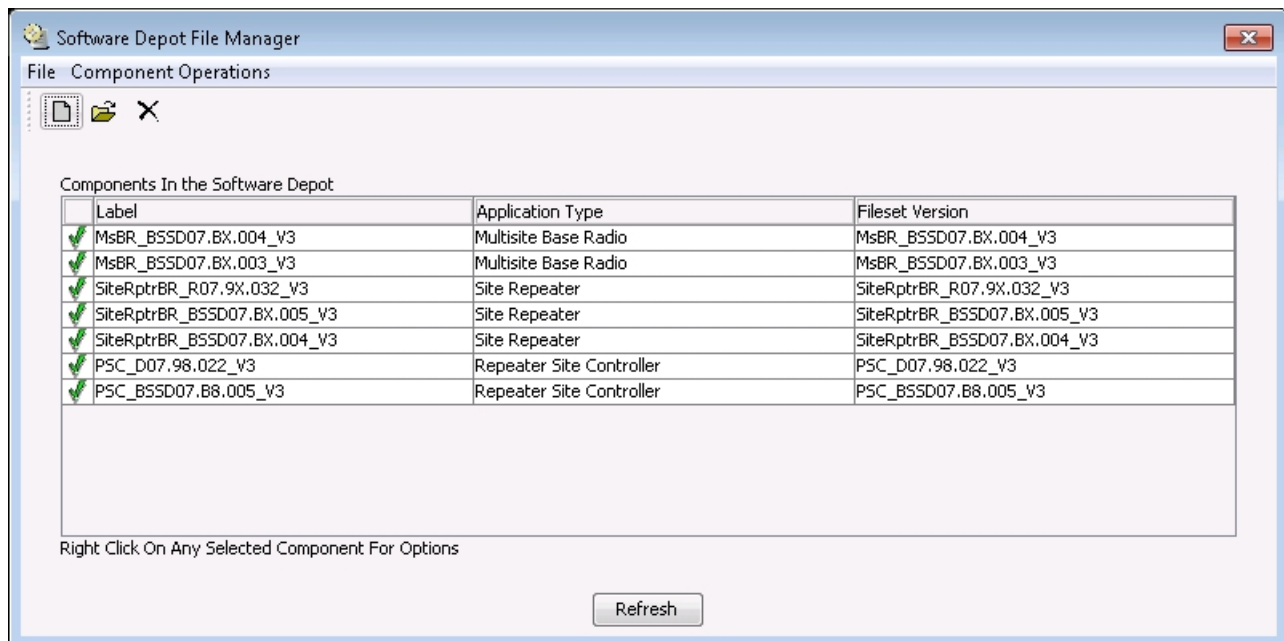 Software Depot File Manager
File Component Operations
Components In the Software Depot
Label Application Type Fileset Version
MsBR_BSSD07.BX.004_V3 Multisite Base Radio MsBR_BSSD07.BX.004_V3
MsBR_BSSD07.BX.003_V3 Multisite Base Radio MsBR_BSSD07.BX.003_V3
SiteRptrBR_R07.9X.032_V3 Site Repeater SiteRptrBR_R07.9X.032_V3
SiteRptrBR_BSSD07.BX.005_V3 Site Repeater SiteRptrBR_BSSD07.BX.005_V3
SiteRptrBR_BSSD07.BX.004_V3 Site Repeater SiteRptrBR_BSSD07.BX.004_V3
PSC_D07.98.022_V3 Repeater Site Controller PSC_D07.98.022_V3
PSC_BSSD07.B8.005_V3 Repeater Site Controller PSC_BSSD07.B8.005_V3
Right Click On Any Selected Component For Options
Refresh